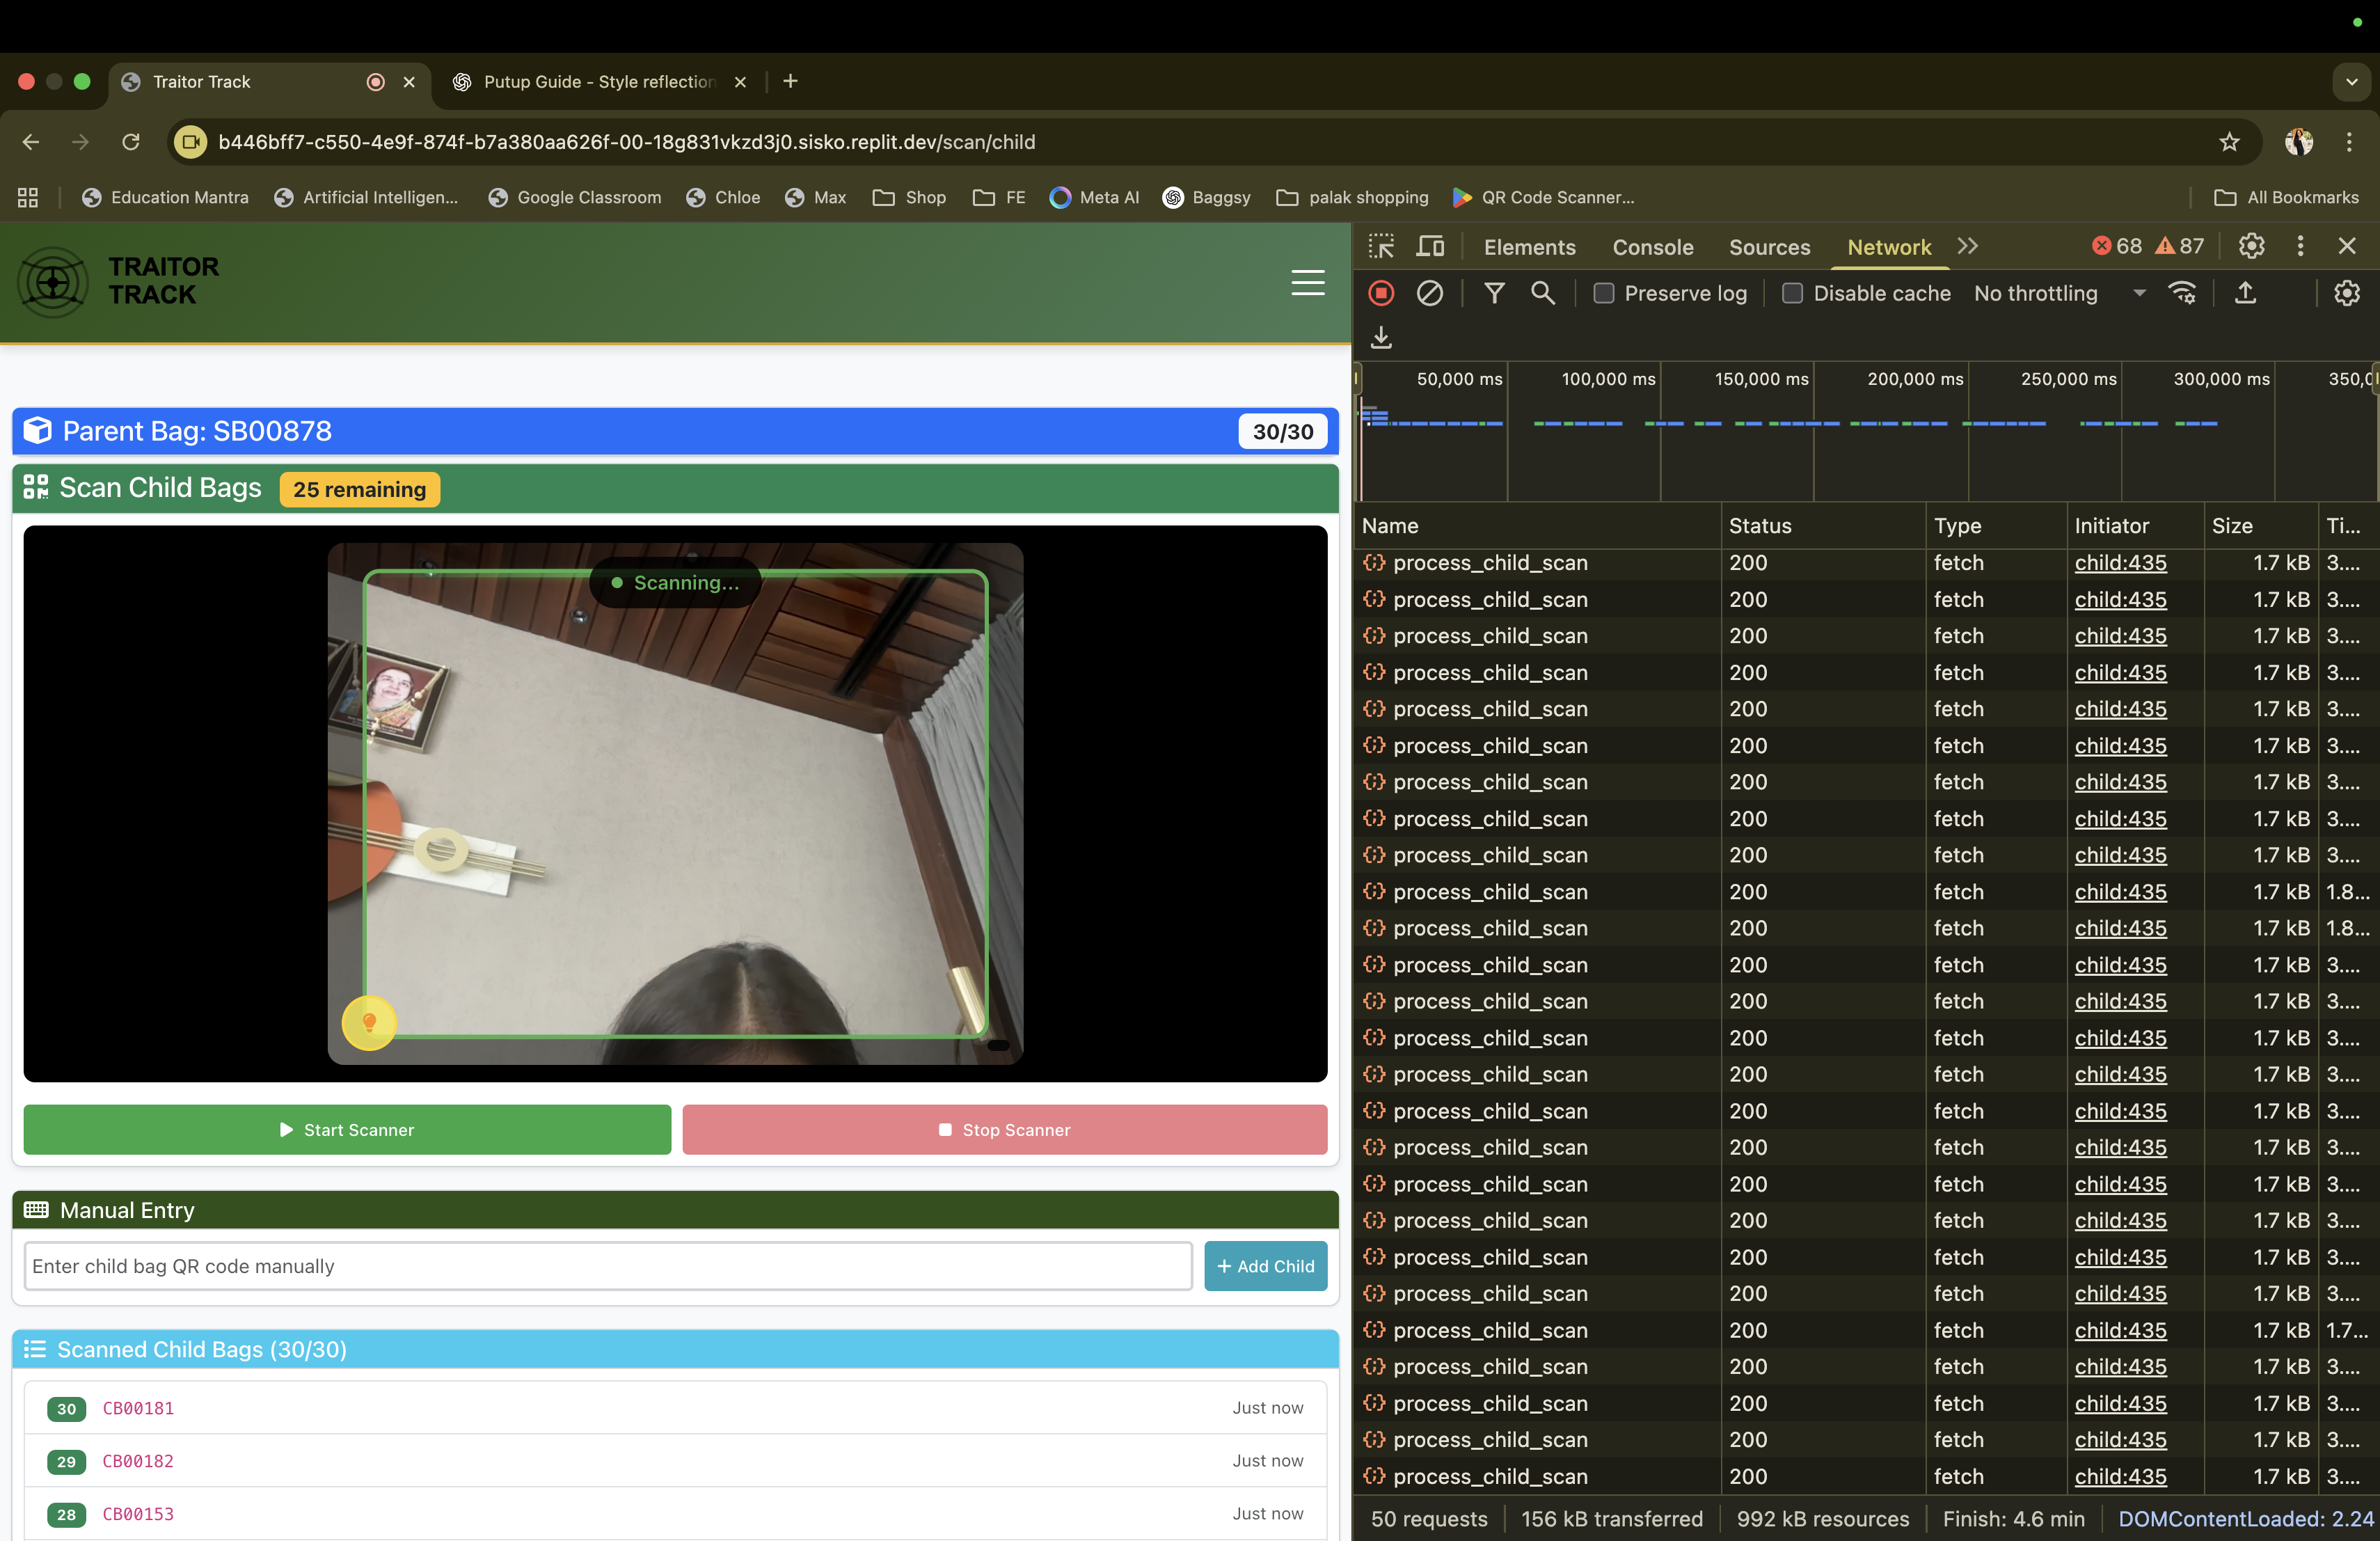 Traitor Track
Putup Guide - Style reflection
b446bff7-c550-4e9f-874f-b7a380aa626f-00-18g831vkzd3j0.sisko.replit.dev/scan/child
Education Mantra Artificial Intelligen... Google Classroom Chloe Max Shop FE Meta AI Baggsy palak shopping QR Code Scanner... All Bookmarks
TRAITOR
TRACK
Parent Bag: SB00878 30/30
Scan Child Bags 25 remaining
Scanning...
Start Scanner Stop Scanner
Manual Entry
Enter child bag QR code manually + Add Child
Scanned Child Bags (30/30)
30 CB00181 Just now
29 CB00182 Just now
28 CB00153 Just now
Elements Console Sources Network 68 87
Preserve log Disable cache No throttling
50,000 ms 100,000 ms 150,000 ms 200,000 ms 250,000 ms 300,000 ms 350,0
Name Status Type Initiator Size Ti...
process_child_scan 200 fetch child:435 1.7 kB 3....
process_child_scan 200 fetch child:435 1.7 kB 3....
process_child_scan 200 fetch child:435 1.7 kB 3....
process_child_scan 200 fetch child:435 1.7 kB 3....
process_child_scan 200 fetch child:435 1.7 kB 3....
process_child_scan 200 fetch child:435 1.7 kB 3....
process_child_scan 200 fetch child:435 1.7 kB 3....
process_child_scan 200 fetch child:435 1.7 kB 3....
process_child_scan 200 fetch child:435 1.7 kB 3....
process_child_scan 200 fetch child:435 1.7 kB 1.8...
process_child_scan 200 fetch child:435 1.7 kB 1.8...
process_child_scan 200 fetch child:435 1.7 kB 3....
process_child_scan 200 fetch child:435 1.7 kB 3....
process_child_scan 200 fetch child:435 1.7 kB 3....
process_child_scan 200 fetch child:435 1.7 kB 3....
process_child_scan 200 fetch child:435 1.7 kB 3....
process_child_scan 200 fetch child:435 1.7 kB 3....
process_child_scan 200 fetch child:435 1.7 kB 3....
process_child_scan 200 fetch child:435 1.7 kB 3....
process_child_scan 200 fetch child:435 1.7 kB 3....
process_child_scan 200 fetch child:435 1.7 kB 3....
process_child_scan 200 fetch child:435 1.7 kB 1.7...
process_child_scan 200 fetch child:435 1.7 kB 3....
process_child_scan 200 fetch child:435 1.7 kB 3....
process_child_scan 200 fetch child:435 1.7 kB 3....
process_child_scan 200 fetch child:435 1.7 kB 3....
50 requests 156 kB transferred 992 kB resources Finish: 4.6 min DOMContentLoaded: 2.24